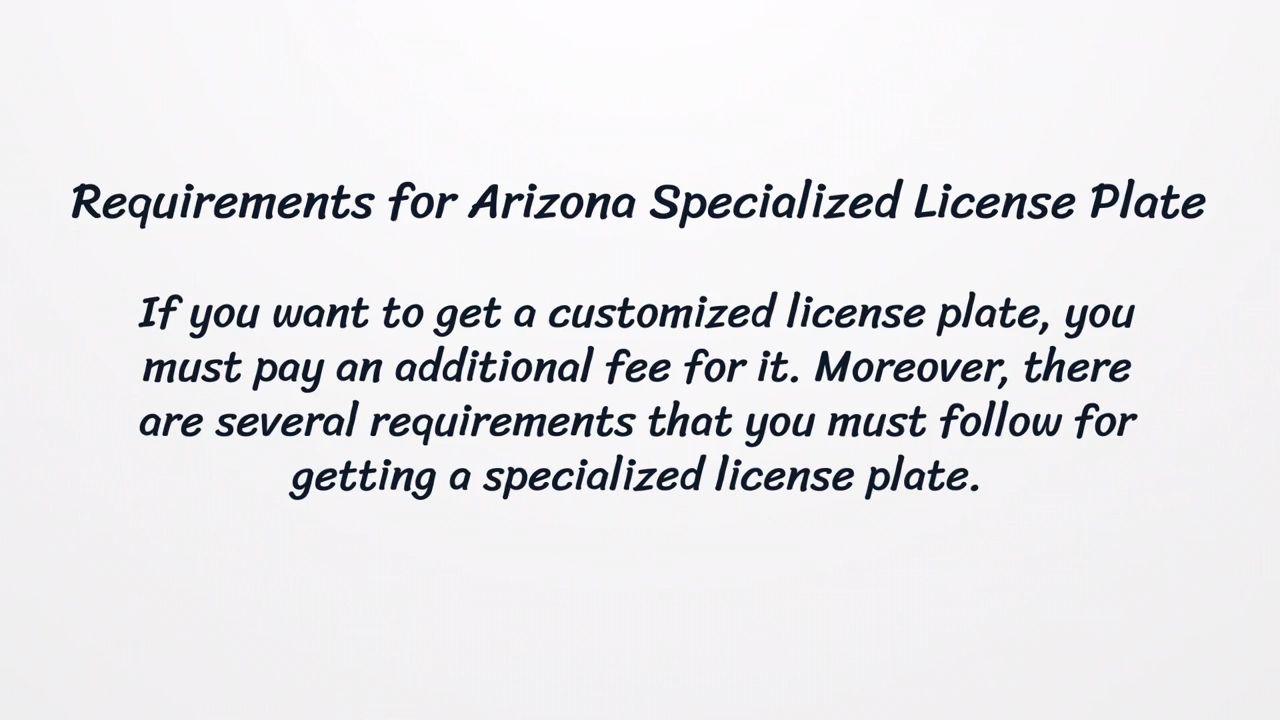 Requirements for Arizona Specialized License Plate
If you want to get a customized license plate, you
must pay an additional fee for it. Moreover, there
are several requirements that you must follow for
getting a specialized license plate.